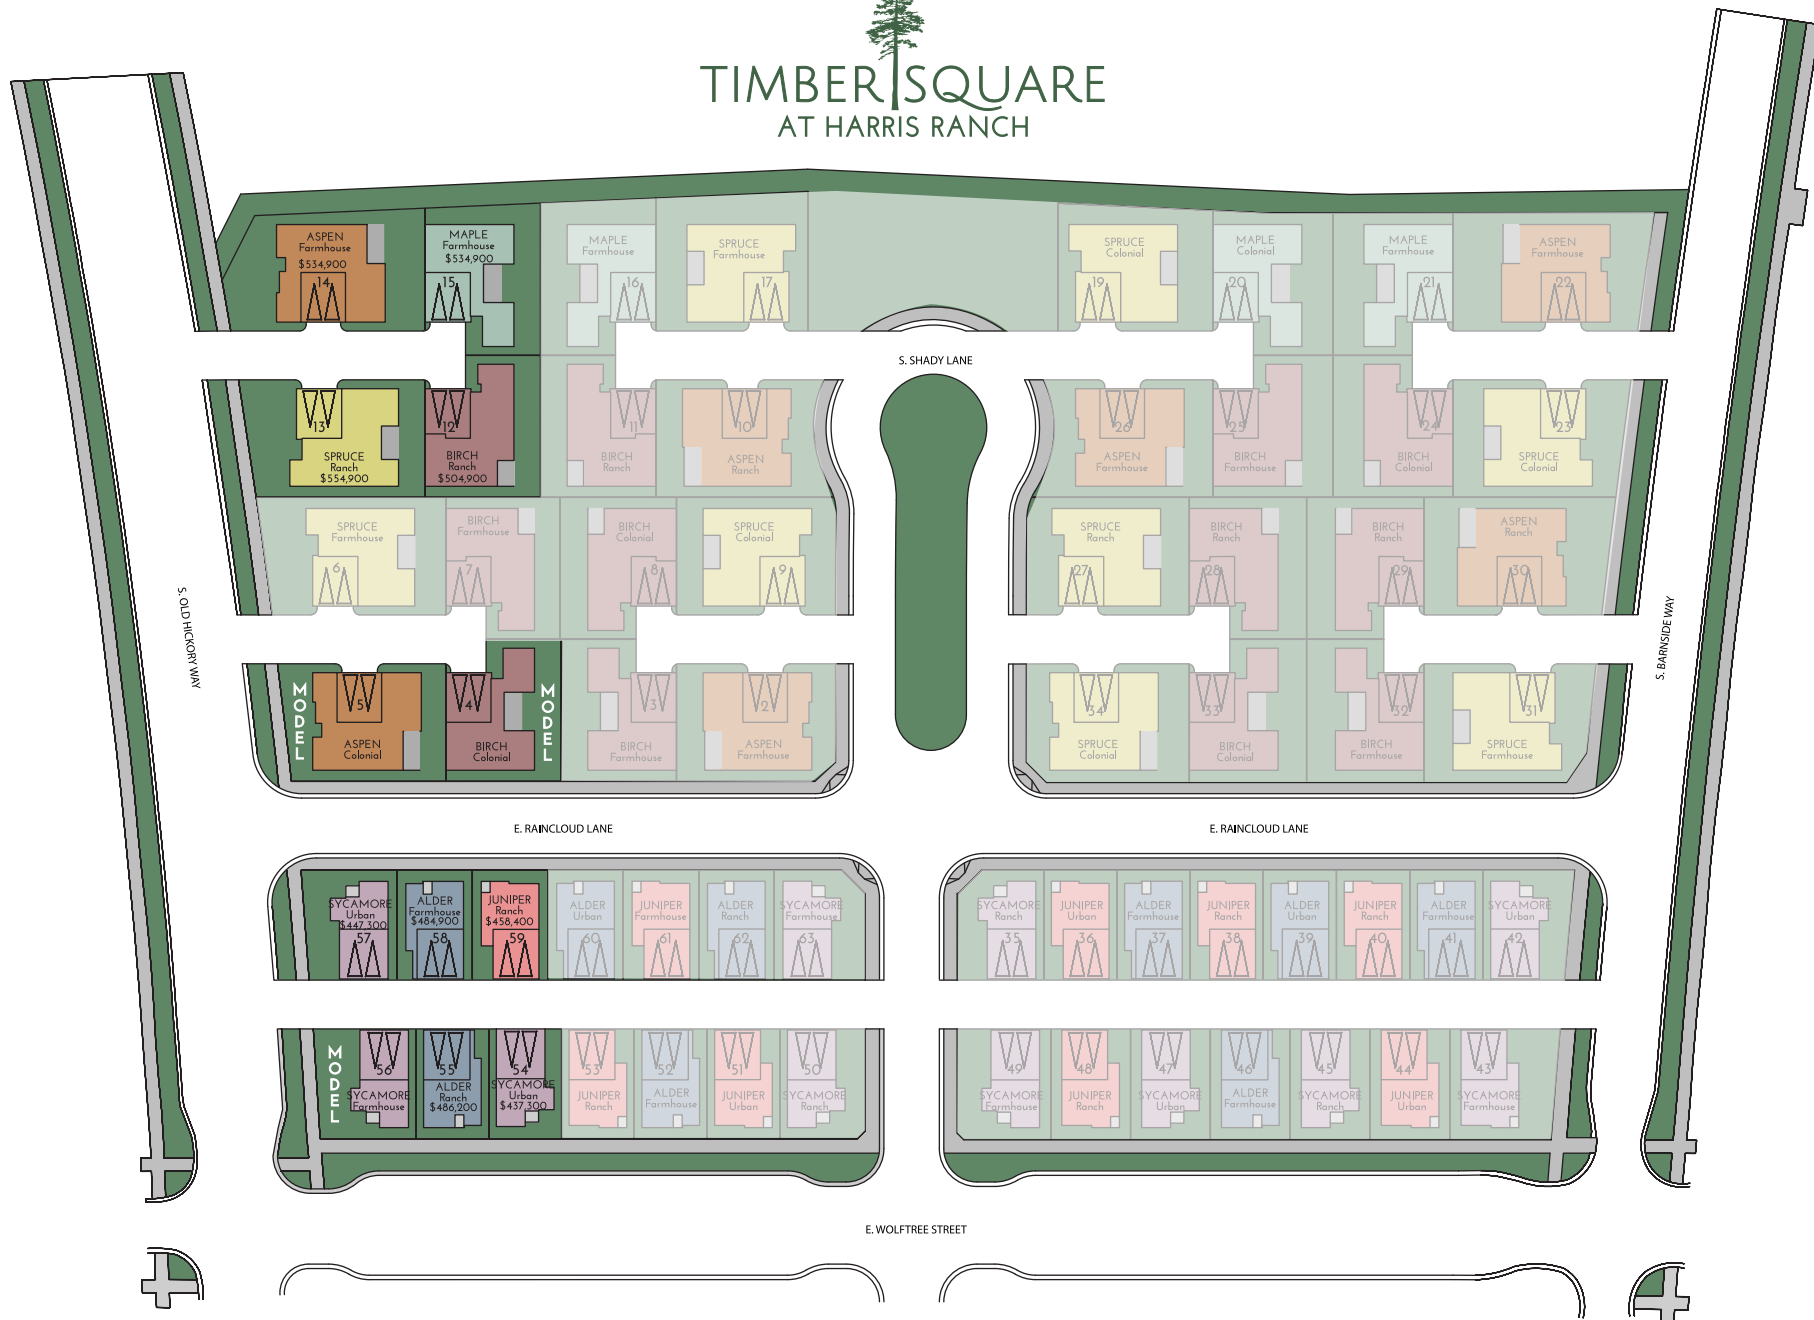 TIMBER SQUARE
AT HARRIS RANCH
ASPEN
Farmhouse
$534,900
14
MAPLE
Farmhouse
$534,900
15
MAPLE
Farmhouse
16
SPRUCE
Farmhouse
17
SPRUCE
Colonial
19
MAPLE
Colonial
20
MAPLE
Farmhouse
21
ASPEN
Farmhouse
22
S. SHADY LANE
13
SPRUCE
Ranch
$554,900
12
BIRCH
Ranch
$504,900
11
BIRCH
Ranch
10
ASPEN
Ranch
26
ASPEN
Farmhouse
25
BIRCH
Farmhouse
24
BIRCH
Colonial
23
SPRUCE
Colonial
SPRUCE
Farmhouse
6
BIRCH
Farmhouse
7
BIRCH
Colonial
8
SPRUCE
Colonial
9
SPRUCE
Ranch
27
BIRCH
Ranch
28
BIRCH
Ranch
29
ASPEN
Ranch
30
S. OLD HICKORY WAY
S. BARNSIDE WAY
MODEL
5
ASPEN
Colonial
4
BIRCH
Colonial
MODEL
3
BIRCH
Farmhouse
2
ASPEN
Farmhouse
34
SPRUCE
Colonial
33
BIRCH
Colonial
32
BIRCH
Farmhouse
31
SPRUCE
Farmhouse
E. RAINCLOUD LANE
E. RAINCLOUD LANE
SYCAMORE
Urban
$447,300
57
ALDER
Farmhouse
$484,900
58
JUNIPER
Ranch
$458,400
59
ALDER
Urban
60
JUNIPER
Farmhouse
61
ALDER
Ranch
62
SYCAMORE
Farmhouse
63
SYCAMORE
Ranch
35
JUNIPER
Urban
36
ALDER
Farmhouse
37
JUNIPER
Ranch
38
ALDER
Urban
39
JUNIPER
Ranch
40
ALDER
Farmhouse
41
SYCAMORE
Urban
42
MODEL
56
SYCAMORE
Farmhouse
55
ALDER
Ranch
$486,200
54
SYCAMORE
Urban
$437,300
53
JUNIPER
Ranch
52
ALDER
Farmhouse
51
JUNIPER
Urban
50
SYCAMORE
Ranch
49
SYCAMORE
Farmhouse
48
JUNIPER
Ranch
47
SYCAMORE
Urban
46
ALDER
Farmhouse
45
SYCAMORE
Ranch
44
JUNIPER
Urban
43
SYCAMORE
Farmhouse
E. WOLFTREE STREET